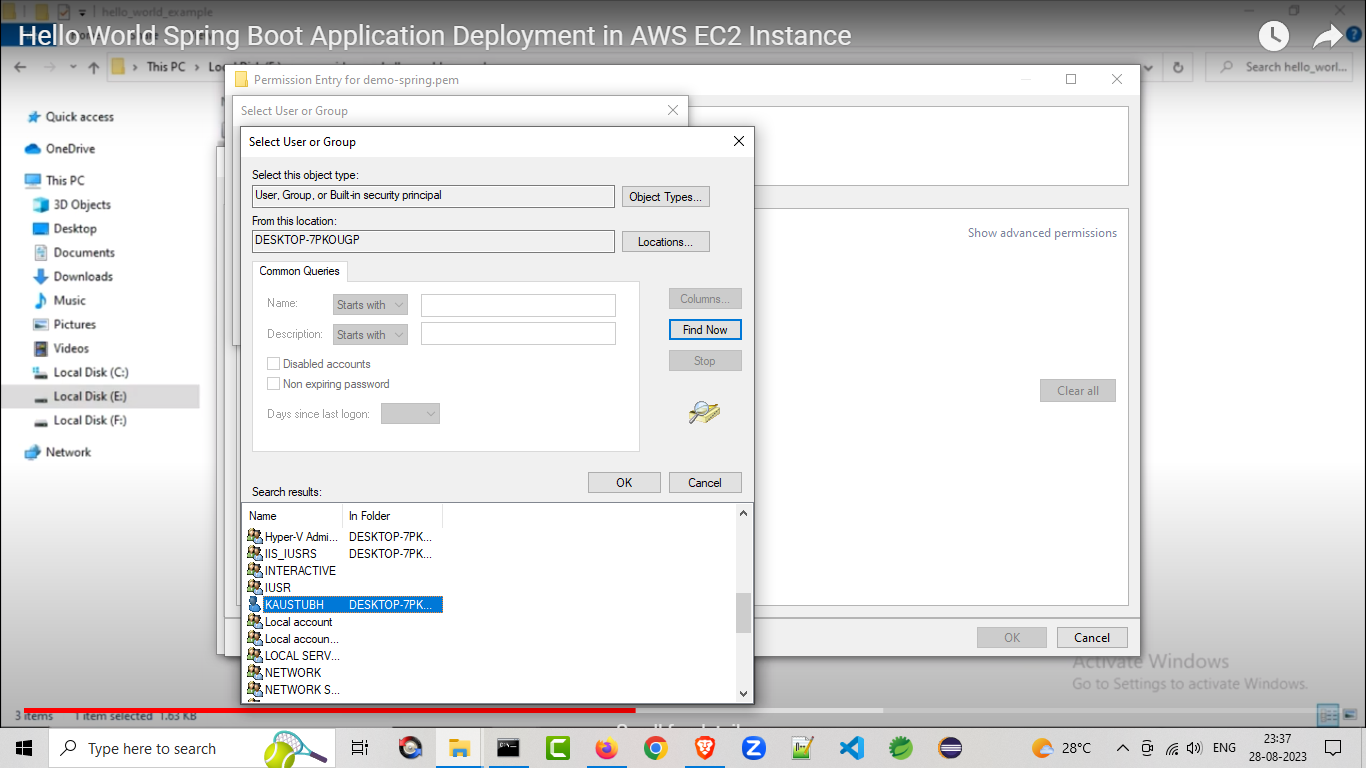 hello_world_example
Hello World Spring Boot Application Deployment in AWS EC2 Instance
This PC
Search hello_worl...
Permission Entry for demo-spring.pem
Select User or Group
Select User or Group
Select this object type:
User, Group, or Built-in security principal
Object Types...
From this location:
DESKTOP-7PKOUGP
Locations...
Common Queries
Name:
Starts with
Description:
Starts with
Disabled accounts
Non expiring password
Days since last logon:
Columns...
Find Now
Stop
OK
Cancel
Search results:
Name In Folder
Hyper-V Admi... DESKTOP-7PK...
IIS_IUSRS DESKTOP-7PK...
INTERACTIVE
IUSR
KAUSTUBH DESKTOP-7PK...
Local account
Local accoun...
LOCAL SERV...
NETWORK
NETWORK S...
Show advanced permissions
Clear all
OK
Cancel
Quick access
OneDrive
This PC
3D Objects
Desktop
Documents
Downloads
Music
Pictures
Videos
Local Disk (C:)
Local Disk (E:)
Local Disk (F:)
Network
Activate Windows
Go to Settings to activate Windows.
3 items 1 item selected 1.63 KB
Type here to search
28°C
ENG
23:37
28-08-2023